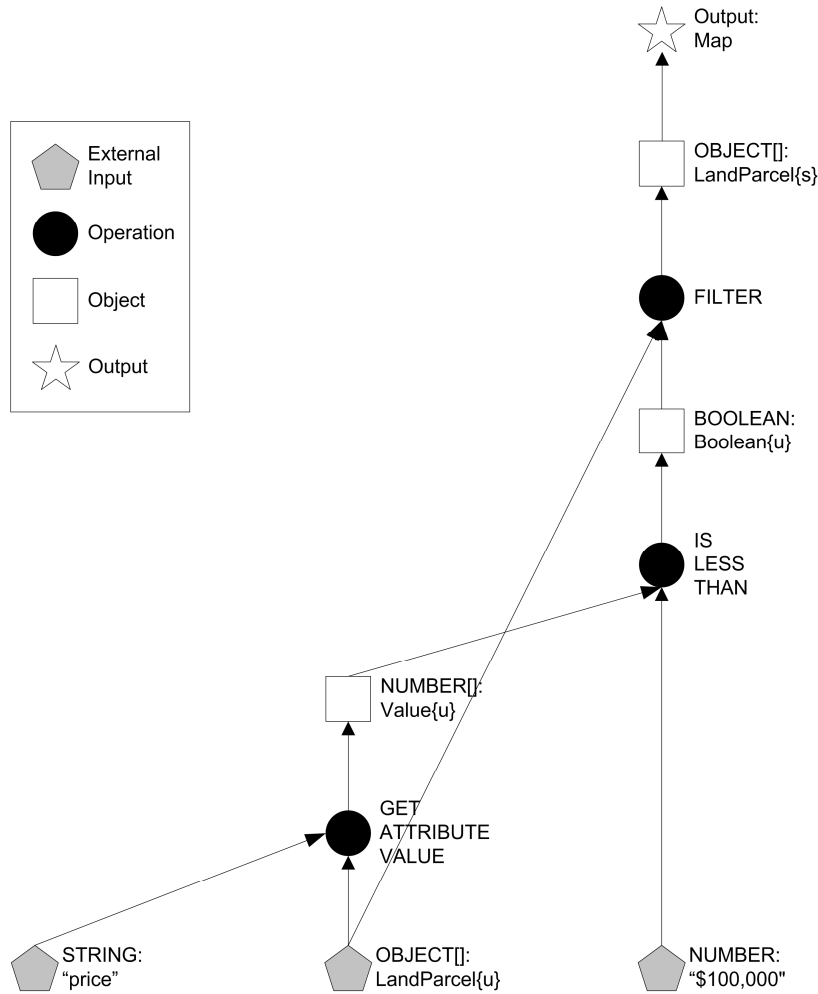 Output:
Map
External
Input
Operation
Object
Output
OBJECT[]:
LandParcel{s}
FILTER
BOOLEAN:
Boolean{u}
IS
LESS
THAN
NUMBER[]:
Value{u}
GET
ATTRIBUTE
VALUE
STRING:
“price”
OBJECT[]:
LandParcel{u}
NUMBER:
“$100,000"